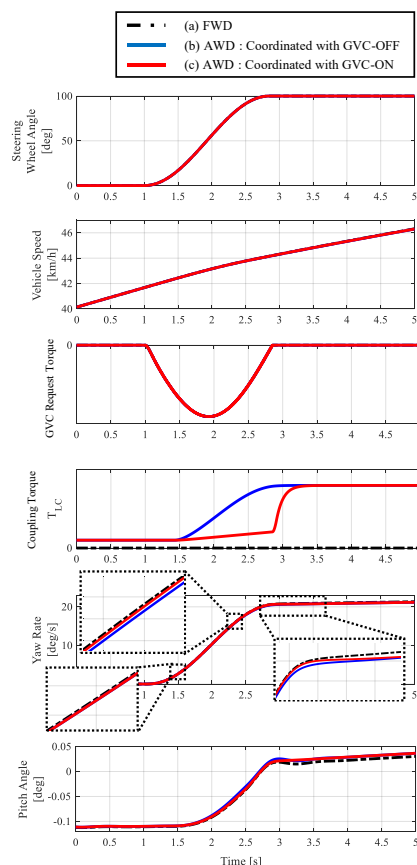 (a) FWD
(b) AWD : Coordinated with GVC-OFF
(c) AWD : Coordinated with GVC-ON
Steering
Wheel Angle
[deg]
100
50
0
0 0.5 1 1.5 2 2.5 3 3.5 4 4.5 5
Vehicle Speed
[km/h]
46
44
42
40
0 0.5 1 1.5 2 2.5 3 3.5 4 4.5 5
GVC Request Torque
0
0 0.5 1 1.5 2 2.5 3 3.5 4 4.5 5
Coupling Torque
T_LC
0
0 0.5 1 1.5 2 2.5 3 3.5 4 4.5 5
Yaw Rate
[deg/s]
20
10
2 2.5 3 3.5 4 4.5 5
Pitch Angle
[deg]
0.05
0
-0.1
0 0.5 1 1.5 2 2.5 3 3.5 4 4.5 5
Time [s]